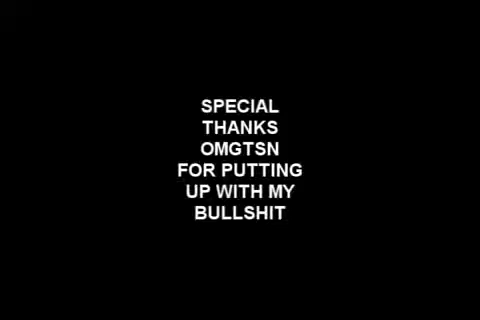 SPECIAL
THANKS
OMGTSN
FOR PUTTING
UP WITH MY
BULLSHIT